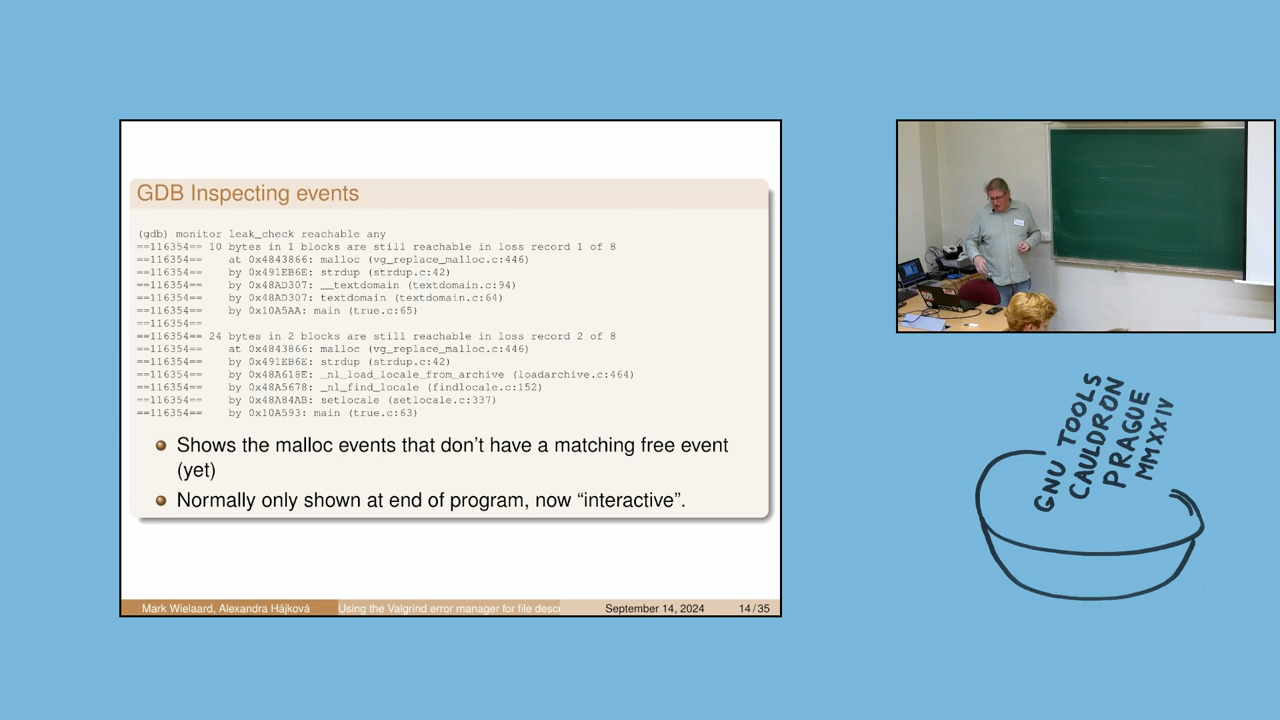 GDB Inspecting events
(gdb) monitor leak_check reachable any
==116354== 10 bytes in 1 blocks are still reachable in loss record 1 of 8
==116354==    at 0x4843866: malloc (vg_replace_malloc.c:446)
==116354==    by 0x491EB6E: strdup (strdup.c:42)
==116354==    by 0x48AD307: __textdomain (textdomain.c:94)
==116354==    by 0x48AD307: textdomain (textdomain.c:64)
==116354==    by 0x10A5AA: main (true.c:65)
==116354==
==116354== 24 bytes in 2 blocks are still reachable in loss record 2 of 8
==116354==    at 0x4843866: malloc (vg_replace_malloc.c:446)
==116354==    by 0x491EB6E: strdup (strdup.c:42)
==116354==    by 0x48A618E: _nl_load_locale_from_archive (loadarchive.c:464)
==116354==    by 0x48A5678: _nl_find_locale (findlocale.c:152)
==116354==    by 0x48A84AB: setlocale (setlocale.c:337)
==116354==    by 0x10A593: main (true.c:63)
Shows the malloc events that don't have a matching free event
(yet)
Normally only shown at end of program, now “interactive”.
Mark Wielaard, Alexandra Hájková
Using the Valgrind error manager for file desc
September 14, 2024
14/35
GNU TOOLS
CAULDRON
PRAGUE
MMXXIV